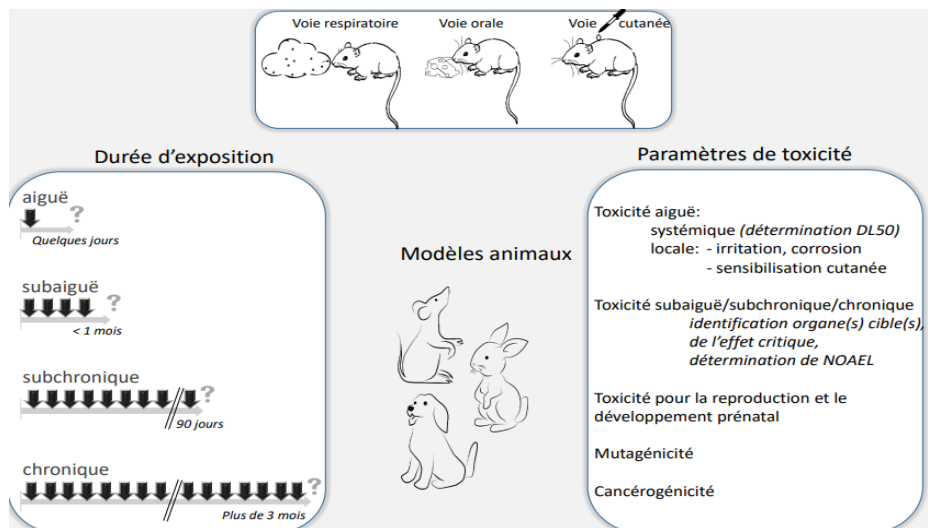 Voie respiratoire Voie orale Voie cutanée
Durée d'exposition
aiguë
?
Quelques jours
subaiguë
?
< 1 mois
subchronique
?
90 jours
chronique
?
Plus de 3 mois
Modèles animaux
Paramètres de toxicité
Toxicité aiguë:
systémique (détermination DL50)
locale: - irritation, corrosion
- sensibilisation cutanée
Toxicité subaiguë/subchronique/chronique
identification organe(s) cible(s),
de l'effet critique,
détermination de NOAEL
Toxicité pour la reproduction et le
développement prénatal
Mutagénicité
Cancérogénicité